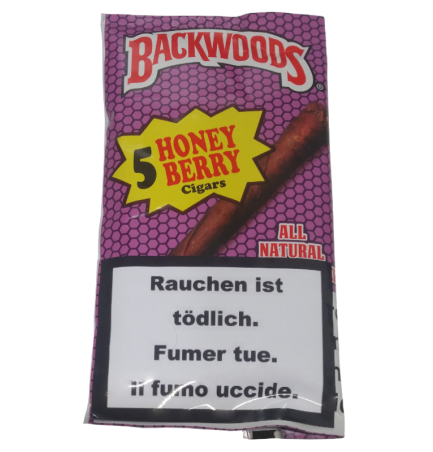 BACKWOODS
®
5 HONEY
BERRY
Cigars
ALL
NATURAL
Rauchen ist
tödlich.
Fumer tue.
Il fumo uccide.